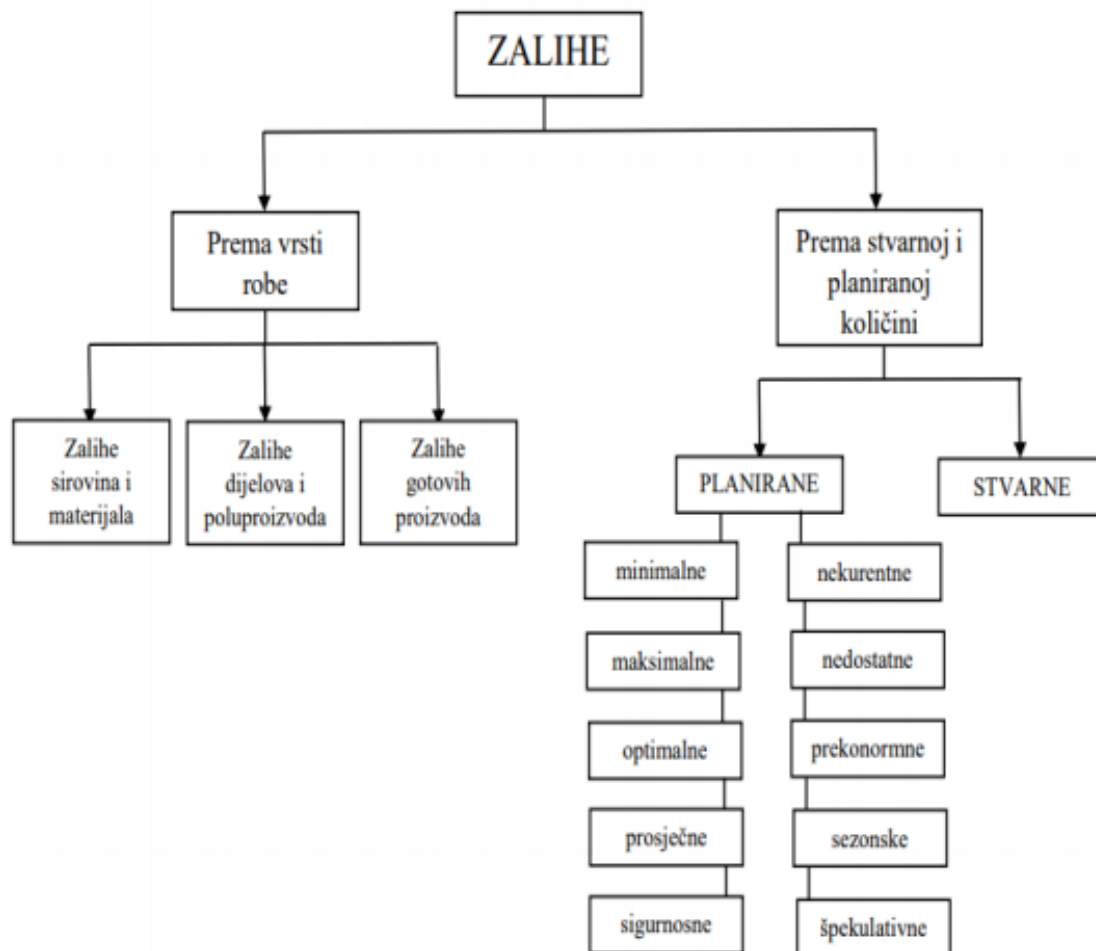 ZALIHE
Prema vrsti
robe
Prema stvarnoj i
planiranoj
količini
Zalihe
sirovina i
materijala
Zalihe
dijelova i
poluproizvoda
Zalihe
gotovih
proizvoda
PLANIRANE
STVARNE
minimalne
nekurentne
maksimalne
nedostatne
optimalne
prekonormne
prosječne
sezonske
sigurnosne
špekulativne